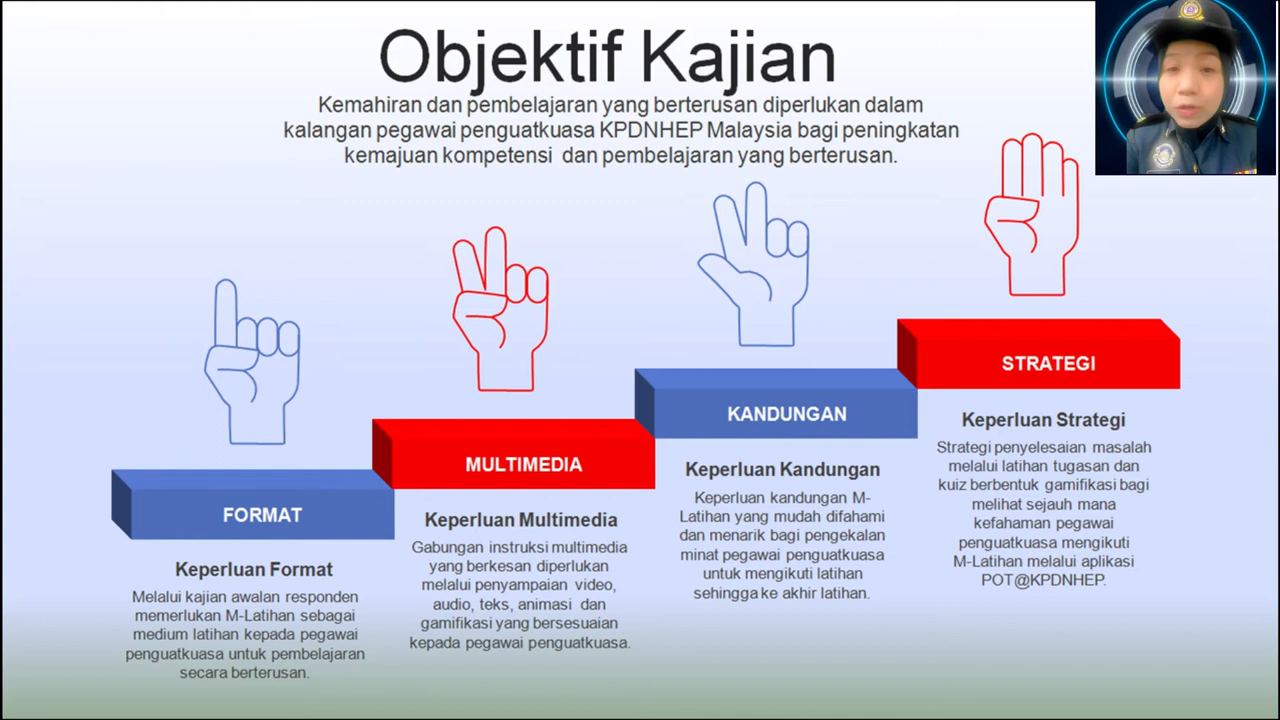 Objektif Kajian
Kemahiran dan pembelajaran yang berterusan diperlukan dalam
kalangan pegawai penguatkuasa KPDNHEP Malaysia bagi peningkatan
kemajuan kompetensi dan pembelajaran yang berterusan.
FORMAT
Keperluan Format
Melalui kajian awalan responden
memerlukan M-Latihan sebagai
medium latihan kepada pegawai
penguatkuasa untuk pembelajaran
secara berterusan.
MULTIMEDIA
Keperluan Multimedia
Gabungan instruksi multimedia
yang berkesan diperlukan
melalui penyampaian video,
audio, teks, animasi dan
gamifikasi yang bersesuaian
kepada pegawai penguatkuasa.
KANDUNGAN
Keperluan Kandungan
Keperluan kandungan M-
Latihan yang mudah difahami
dan menarik bagi pengekalan
minat pegawai penguatkuasa
untuk mengikuti latihan
sehingga ke akhir latihan.
STRATEGI
Keperluan Strategi
Strategi penyelesaian masalah
melalui latihan tugasan dan
kuiz berbentuk gamifikasi bagi
melihat sejauh mana
kefahaman pegawai
penguatkuasa mengikuti
M-Latihan melalui aplikasi
POT@KPDNHEP.